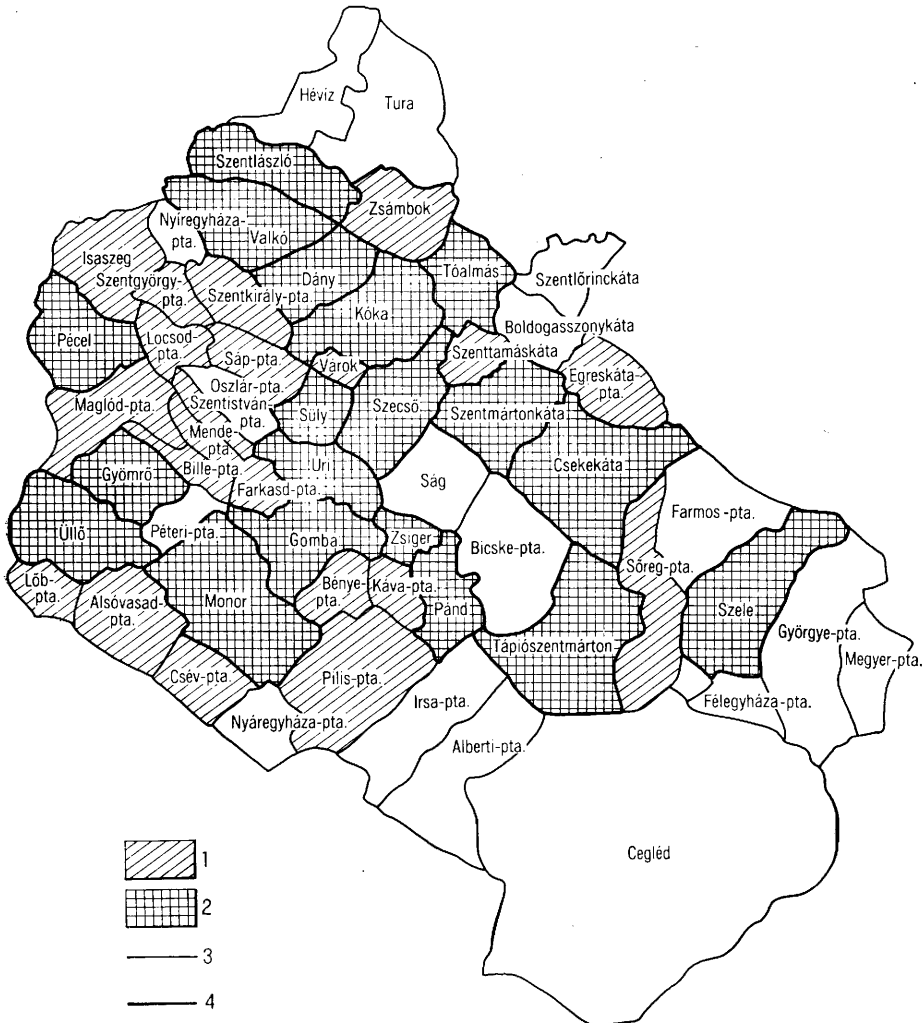 Hévíz
Tura
Szentlászló
Zsámbok
Nyíregyháza-
pta.
Valkó
Isaszeg
Szentgyörgy-
pta.
Szentkirály-pta.
Dány
Tóalmás
Szentlőrinckáta
Kóka
Boldogasszonykáta
Pécel
Locsod-
pta.
Sáp-pta.
Várok
Szenttamáskáta
Egreskáta-
pta.
Oszlár-pta.
Maglód-pta.
Szentistván-
pta.
Süly
Szecső
Szentmártonkáta
Mende-
pta.
Csekekáta
Gyömrő
Bille-pta.
Úri
Ság
Farkasd-pta.
Farmos-pta.
Üllő
Péteri-pta.
Gomba
Zsiger
Bicske-pta.
Sőreg-pta.
Lőb-
pta.
Alsóvasad-
pta.
Monor
Bénye-
pta.
Káva-pta.
Pánd
Szele
Györgye-pta.
Tápiószentmárton
Megyer-pta.
Csév-pta.
Pilis-pta.
Irsa-pta.
Félegyháza-pta.
Nyáregyháza-pta.
Alberti-pta.
Cegléd
1
2
3
4